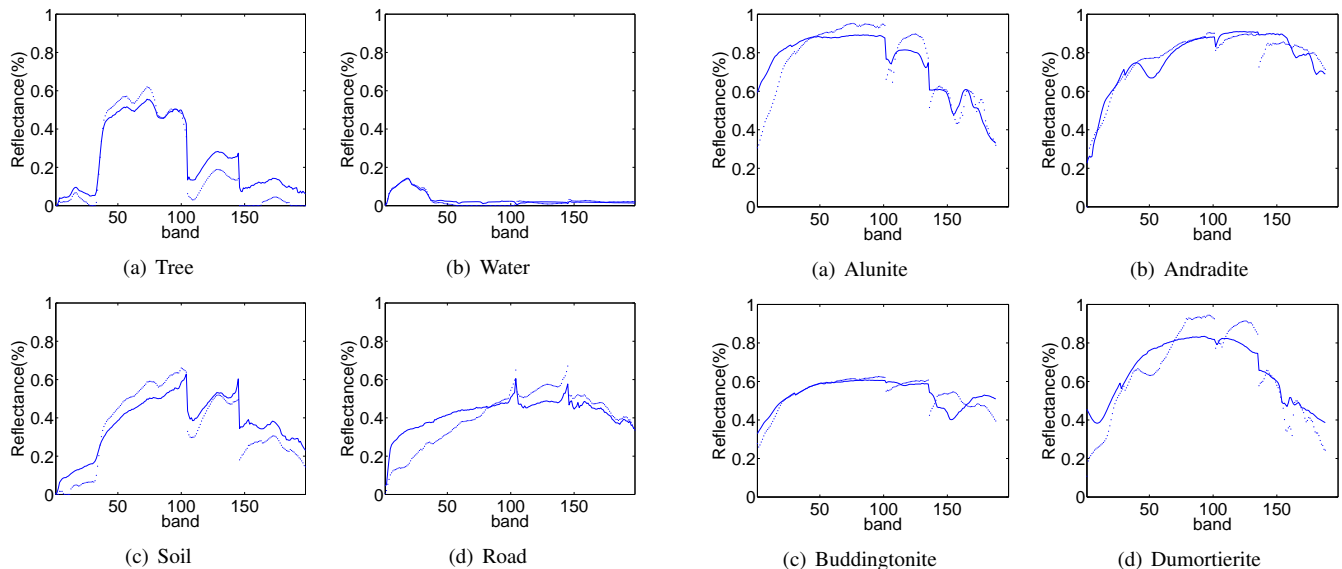 1
0.8
0.6
0.4
0.2
0
Reflectance(%)
50 100 150
band
(a) Tree
1
0.8
0.6
0.4
0.2
0
Reflectance(%)
50 100 150
band
(b) Water
1
0.8
0.6
0.4
0.2
0
Reflectance(%)
50 100 150
band
(a) Alunite
1
0.8
0.6
0.4
0.2
0
Reflectance(%)
50 100 150
band
(b) Andradite
1
0.8
0.6
0.4
0.2
0
Reflectance(%)
50 100 150
band
(c) Soil
1
0.8
0.6
0.4
0.2
0
Reflectance(%)
50 100 150
band
(d) Road
1
0.8
0.6
0.4
0.2
0
Reflectance(%)
50 100 150
band
(c) Buddingtonite
1
0.8
0.6
0.4
0.2
0
Reflectance(%)
50 100 150
band
(d) Dumortierite